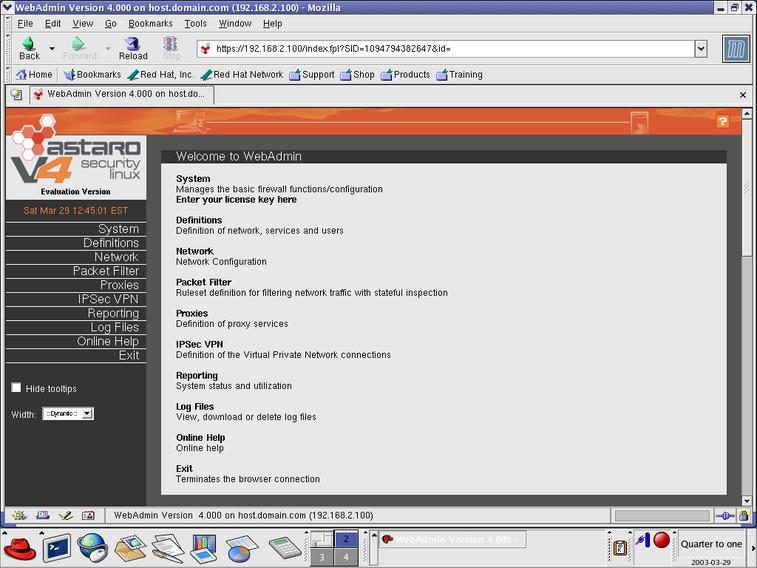 WebAdmin Version 4.000 on host.domain.com (192.168.2.100) - Mozilla
File Edit View Go Bookmarks Tools Window Help
Back Forward Reload Stop
https://192.168.2.100/index.fpl?SID=1094794382647&id=
Home Bookmarks Red Hat, Inc. Red Hat Network Support Shop Products Training
WebAdmin Version 4.000 on host.do...
?
astaro
V4 security
linux
Evaluation Version
Sat Mar 29 12:45:01 EST
System
Definitions
Network
Packet Filter
Proxies
IPSec VPN
Reporting
Log Files
Online Help
Exit
Hide tooltips
Width: :: Dynamic ::
Welcome to WebAdmin
System
Manages the basic firewall functions/configuration
Enter your license key here
Definitions
Definition of network, services and users
Network
Network Configuration
Packet Filter
Ruleset definition for filtering network traffic with stateful inspection
Proxies
Definition of proxy services
IPSec VPN
Definition of the Virtual Private Network connections
Reporting
System status and utilization
Log Files
View, download or delete log files
Online Help
Online help
Exit
Terminates the browser connection
WebAdmin Version 4.000 on host.domain.com (192.168.2.100)
2
3 4
WebAdmin Version 4.000
Quarter to one
2003-03-29